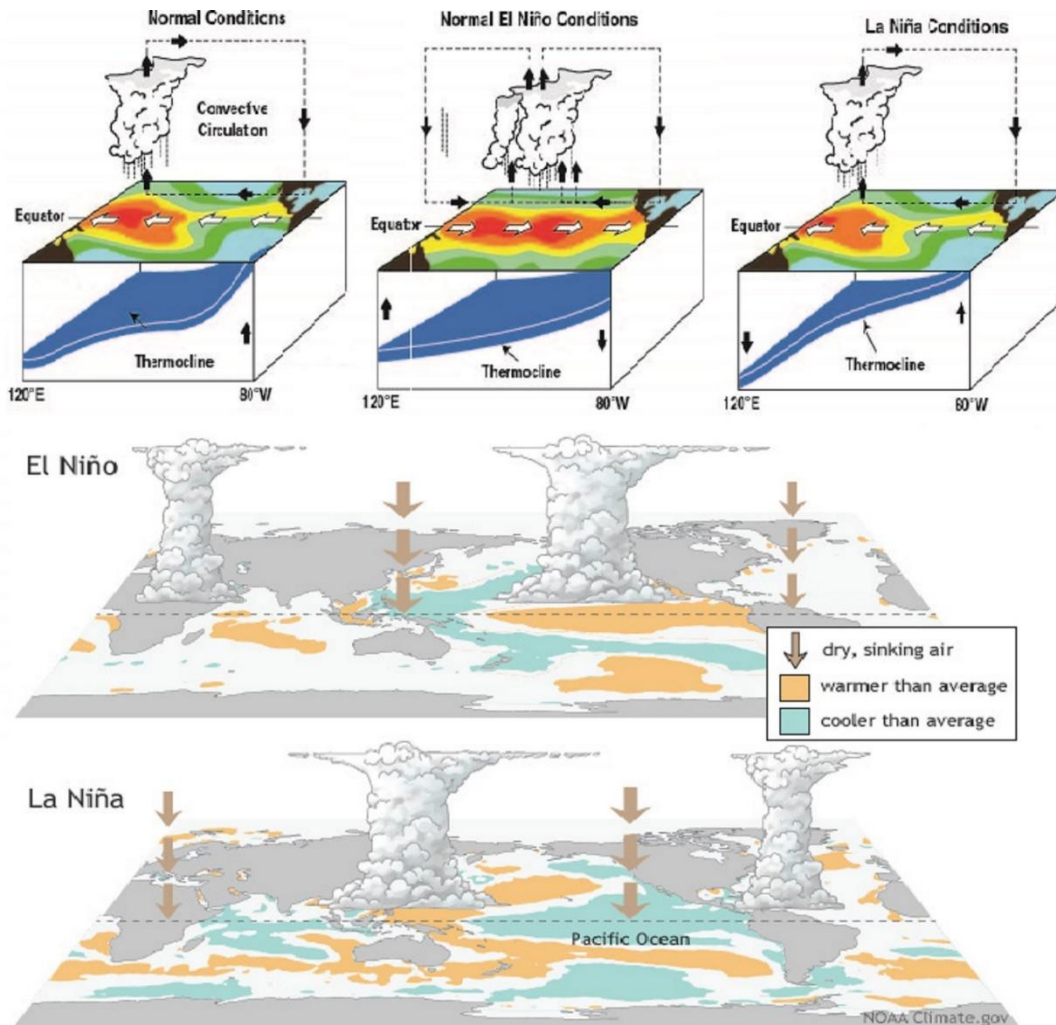 Normal Conditions
Convective
Circulation
Equator
Thermocline
120°E
80°W
Normal El Niño Conditions
Equator
Thermocline
120°E
80°W
La Niña Conditions
Equator
Thermocline
120°E
80°W
El Niño
dry, sinking air
warmer than average
cooler than average
La Niña
Pacific Ocean
NOAA Climate.gov